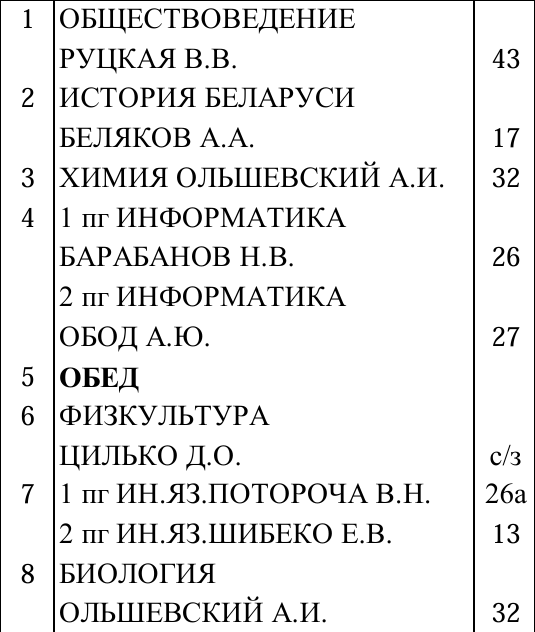 1 ОБЩЕСТВОВЕДЕНИЕ
РУЦКАЯ В.В. 43
2 ИСТОРИЯ БЕЛАРУСИ
БЕЛЯКОВ А.А. 17
3 ХИМИЯ ОЛЬШЕВСКИЙ А.И. 32
4 1 пг ИНФОРМАТИКА
БАРАБАНОВ Н.В. 26
2 пг ИНФОРМАТИКА
ОБОД А.Ю. 27
5 ОБЕД
6 ФИЗКУЛЬТУРА
ЦИЛЬКО Д.О. с/з
7 1 пг ИН.ЯЗ.ПОТОРОЧА В.Н. 26а
2 пг ИН.ЯЗ.ШИБЕКО Е.В. 13
8 БИОЛОГИЯ
ОЛЬШЕВСКИЙ А.И. 32